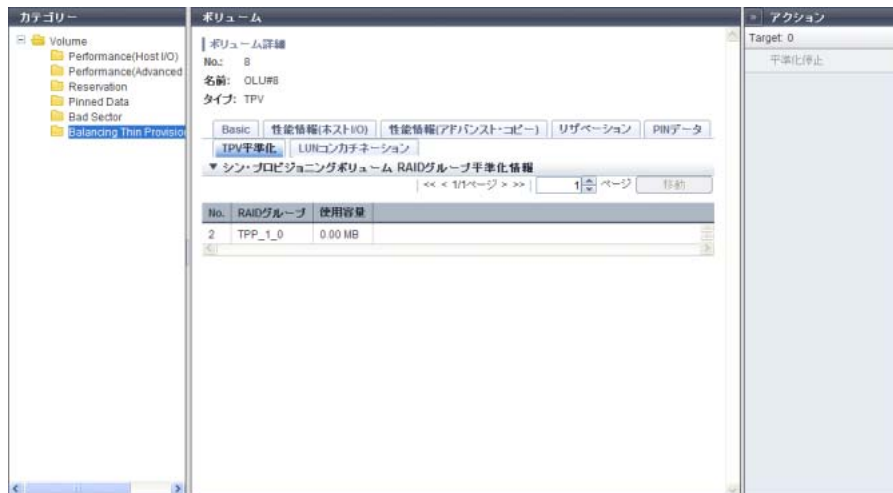 カテゴリー
Volume
Performance(Host I/O)
Performance(Advanced
Reservation
Pinned Data
Bad Sector
Balancing Thin Provisio
ボリューム
ボリューム詳細
No.: 8
名前: OLU#8
タイプ: TPV
Basic 性能情報(ホストI/O) 性能情報(アドバンスト・コピー) リザベーション PINデータ
TPV平準化 LUNコンカチネーション
▼ シン・プロビジョニングボリューム RAIDグループ平準化情報
<< < 1/1ページ > >> 1 ページ 移動
No. RAIDグループ 使用容量
2 TPP_1_0 0.00 MB
» アクション
Target: 0
平準化停止